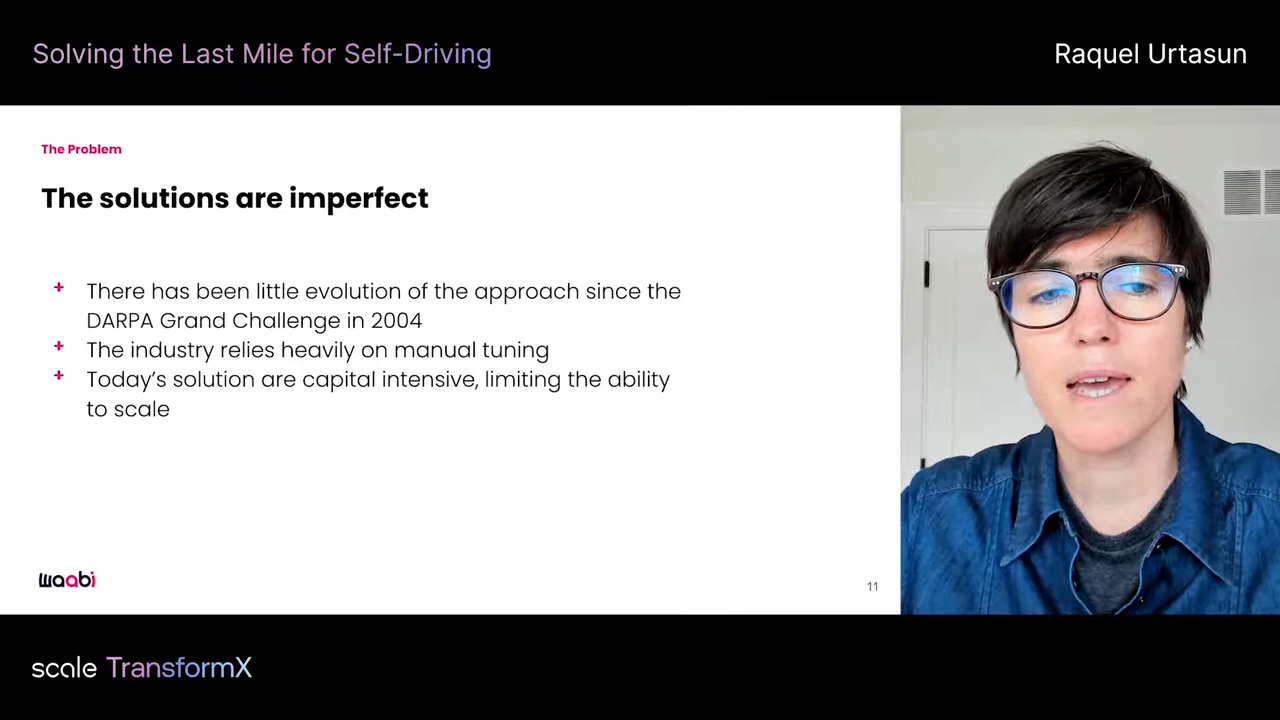 Solving the Last Mile for Self-Driving
Raquel Urtasun
The Problem
The solutions are imperfect
+ There has been little evolution of the approach since the
DARPA Grand Challenge in 2004
+ The industry relies heavily on manual tuning
+ Today's solution are capital intensive, limiting the ability
to scale
waabi
11
scale TransformX